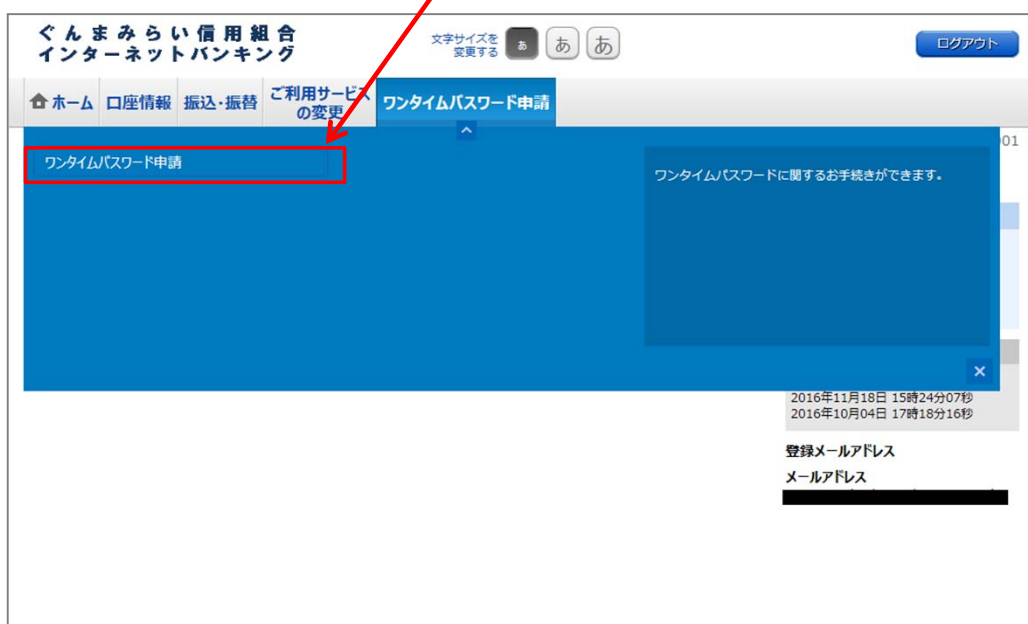 ぐんまみらい信用組合
インターネットバンキング
文字サイズを
変更する
あ
あ
あ
ログアウト
ホーム
口座情報
振込・振替
ご利用サービス
の変更
ワンタイムパスワード申請
01
ワンタイムパスワード申請
ワンタイムパスワードに関するお手続きができます。
2016年11月18日 15時24分07秒
2016年10月04日 17時18分16秒
登録メールアドレス
メールアドレス